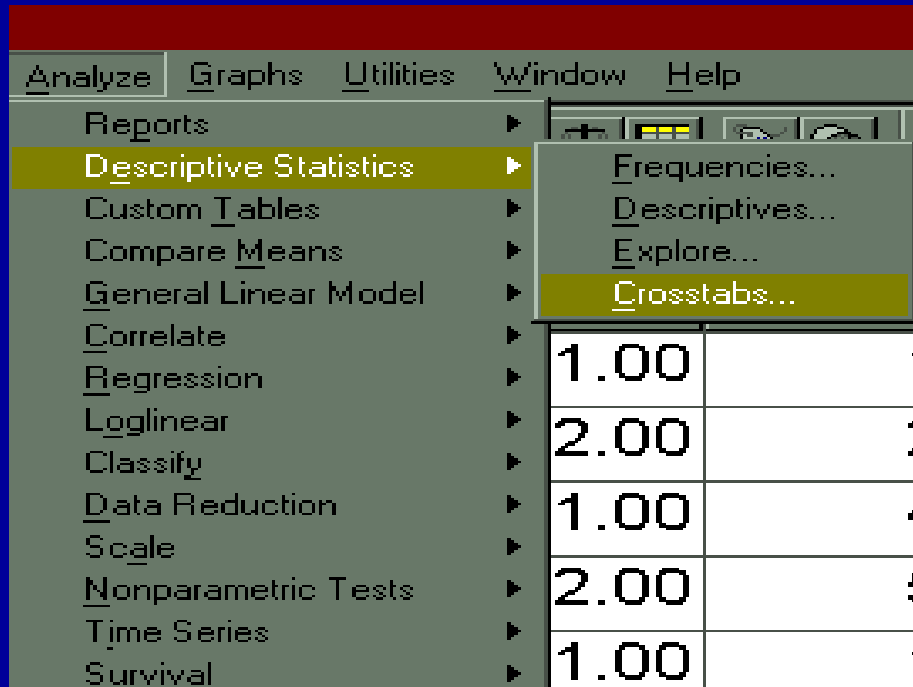 Analyze Graphs Utilities Window Help
Reports
Descriptive Statistics
Custom Tables
Compare Means
General Linear Model
Correlate
Regression
Loglinear
Classify
Data Reduction
Scale
Nonparametric Tests
Time Series
Survival
Frequencies...
Descriptives...
Explore...
Crosstabs...
1.00
2.00
1.00
2.00
1.00